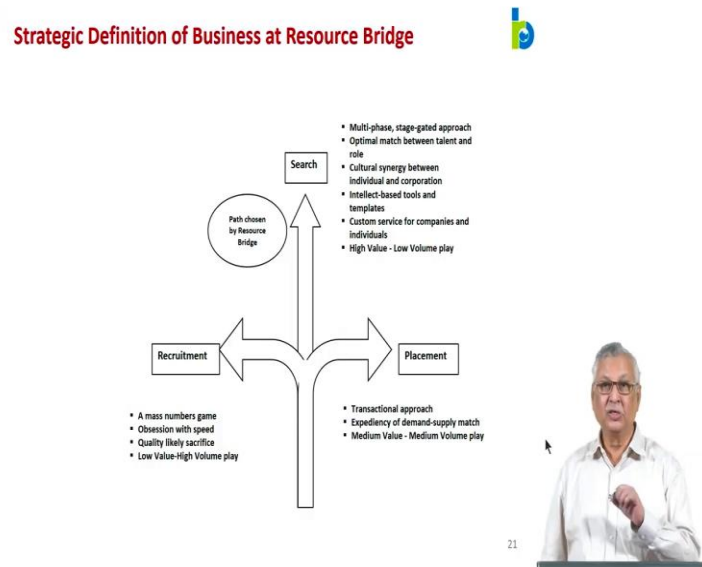 Strategic Definition of Business at Resource Bridge
▪ Multi-phase, stage-gated approach
▪ Optimal match between talent and
role
▪ Cultural synergy between
individual and corporation
▪ Intellect-based tools and
templates
▪ Custom service for companies and
individuals
▪ High Value - Low Volume play
Search
Path chosen
by Resource
Bridge
Recruitment
Placement
▪ A mass numbers game
▪ Obsession with speed
▪ Quality likely sacrifice
▪ Low Value-High Volume play
▪ Transactional approach
▪ Expediency of demand-supply match
▪ Medium Value - Medium Volume play
21